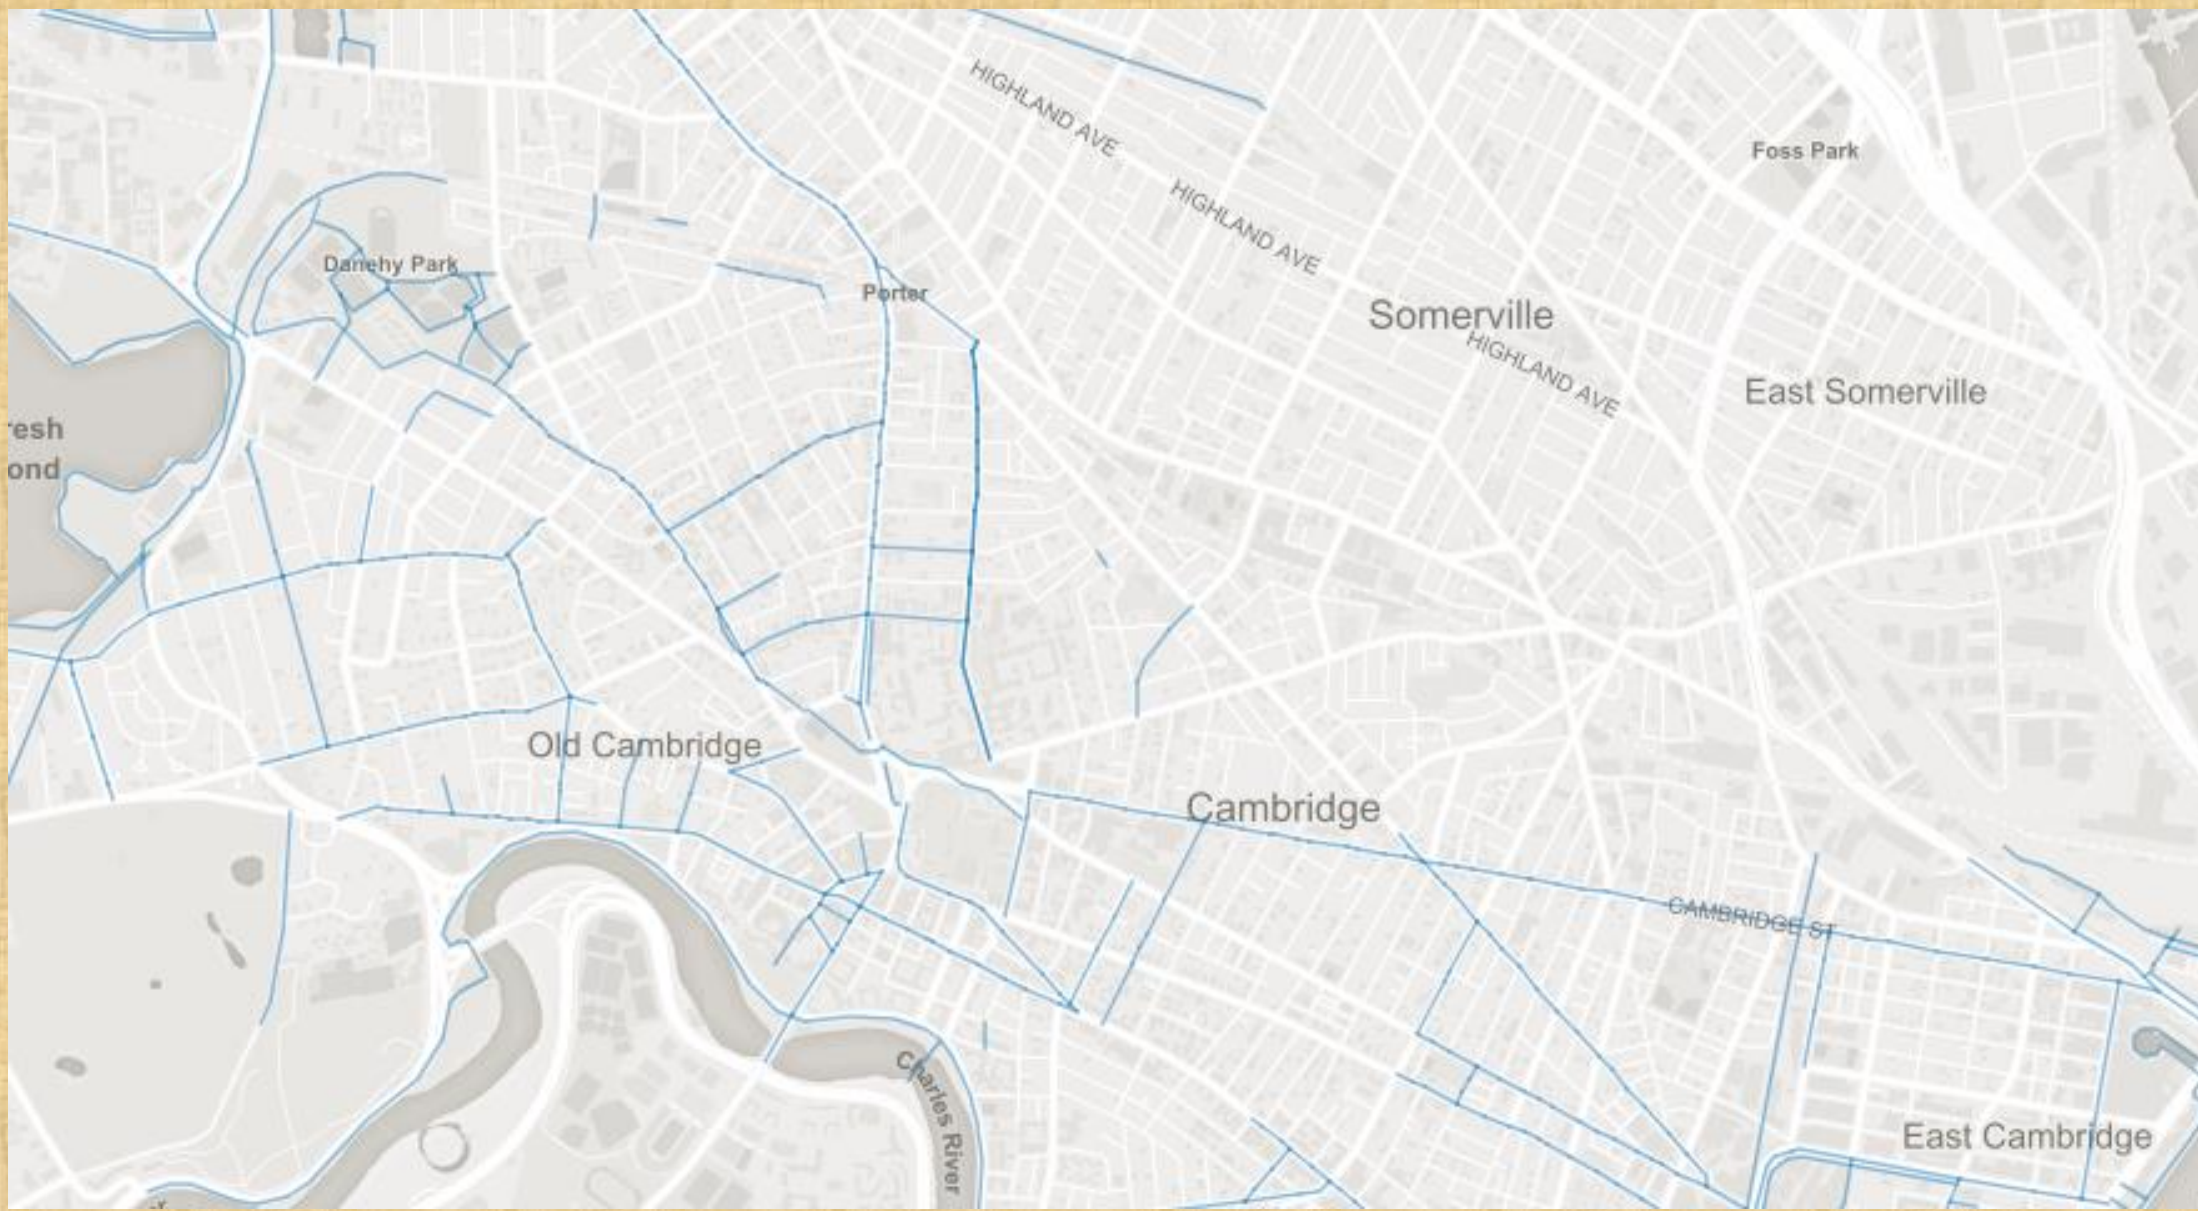 HIGHLAND AVE
Foss Park
HIGHLAND AVE
Danehy Park
Porter
Somerville
HIGHLAND AVE
East Somerville
resh
ond
Old Cambridge
Cambridge
CAMBRIDGE ST
Charles River
East Cambridge